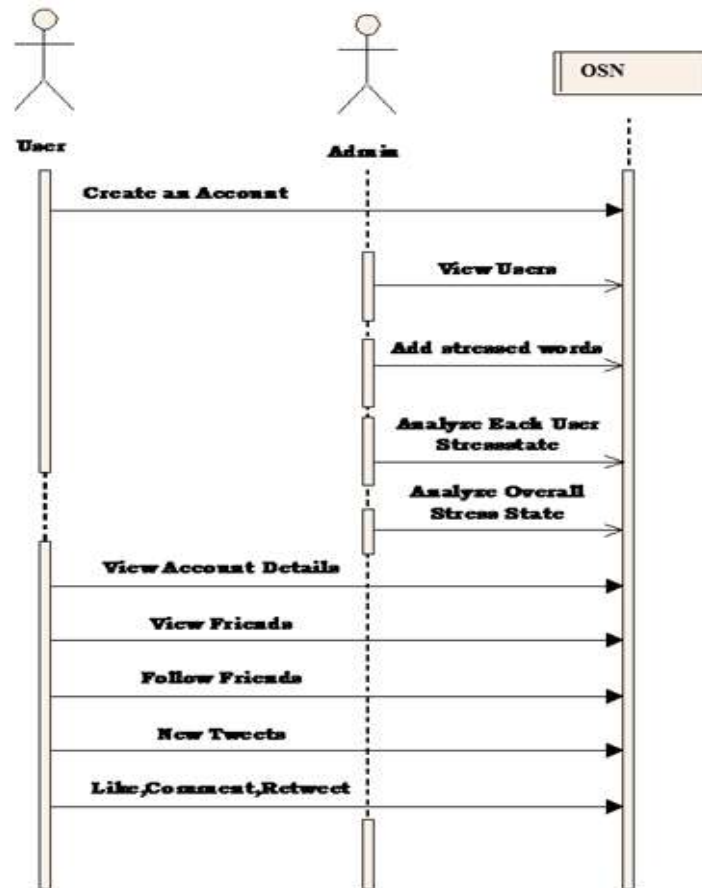 OSN
User
Admin
Create an Account
View Users
Add stressed words
Analyze Each User
Stressstate
Analyze Overall
Stress State
View Account Details
View Friends
Follow Friends
New Tweets
Like,Comment,Retweet